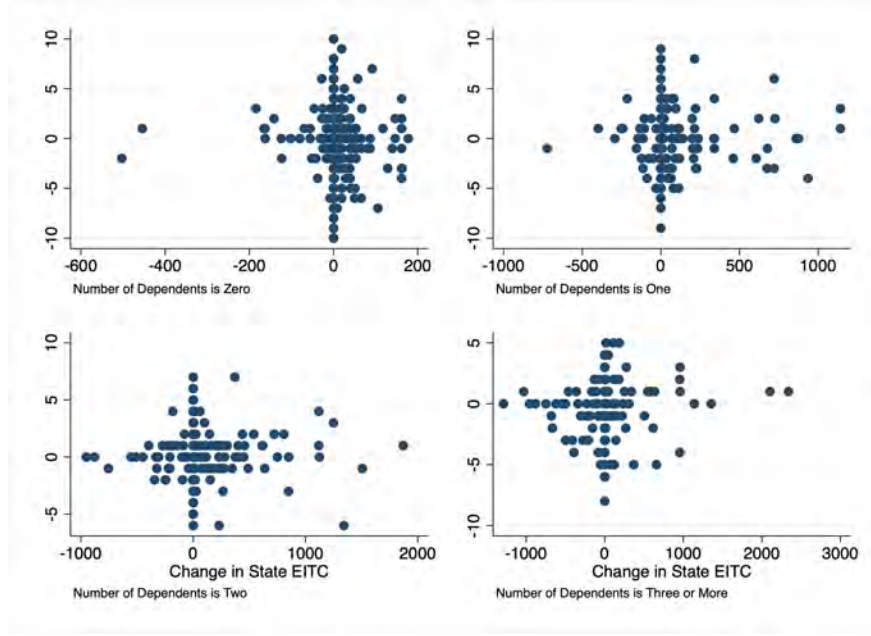 10
5
0
-5
-10
-600 -400 -200 0 200
Number of Dependents is Zero
10
5
0
-5
-10
-1000 -500 0 500 1000
Number of Dependents is One
10
5
0
-5
-1000 0 1000 2000
Change in State EITC
Number of Dependents is Two
5
0
-5
-10
-1000 0 1000 2000 3000
Change in State EITC
Number of Dependents is Three or More